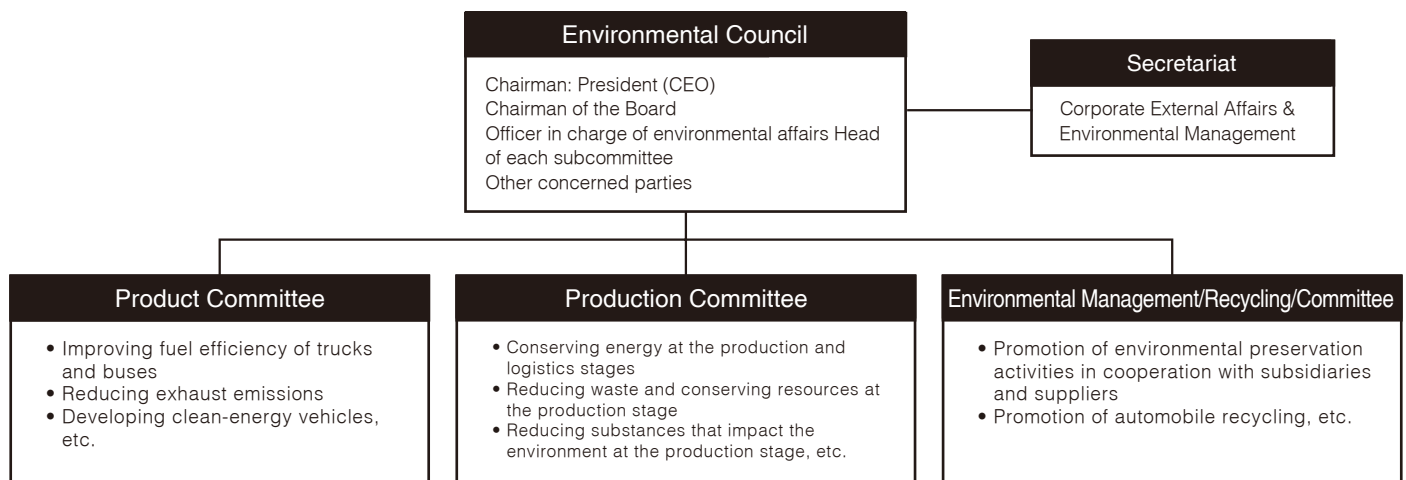 Environmental Council
Chairman: President (CEO)
Chairman of the Board
Officer in charge of environmental affairs Head
of each subcommittee
Other concerned parties
Secretariat
Corporate External Affairs &
Environmental Management
Product Committee
• Improving fuel efficiency of trucks
and buses
• Reducing exhaust emissions
• Developing clean-energy vehicles,
etc.
Production Committee
• Conserving energy at the production and
logistics stages
• Reducing waste and conserving resources at
the production stage
• Reducing substances that impact the
environment at the production stage, etc.
Environmental Management/Recycling/Committee
• Promotion of environmental preservation
activities in cooperation with subsidiaries
and suppliers
• Promotion of automobile recycling, etc.